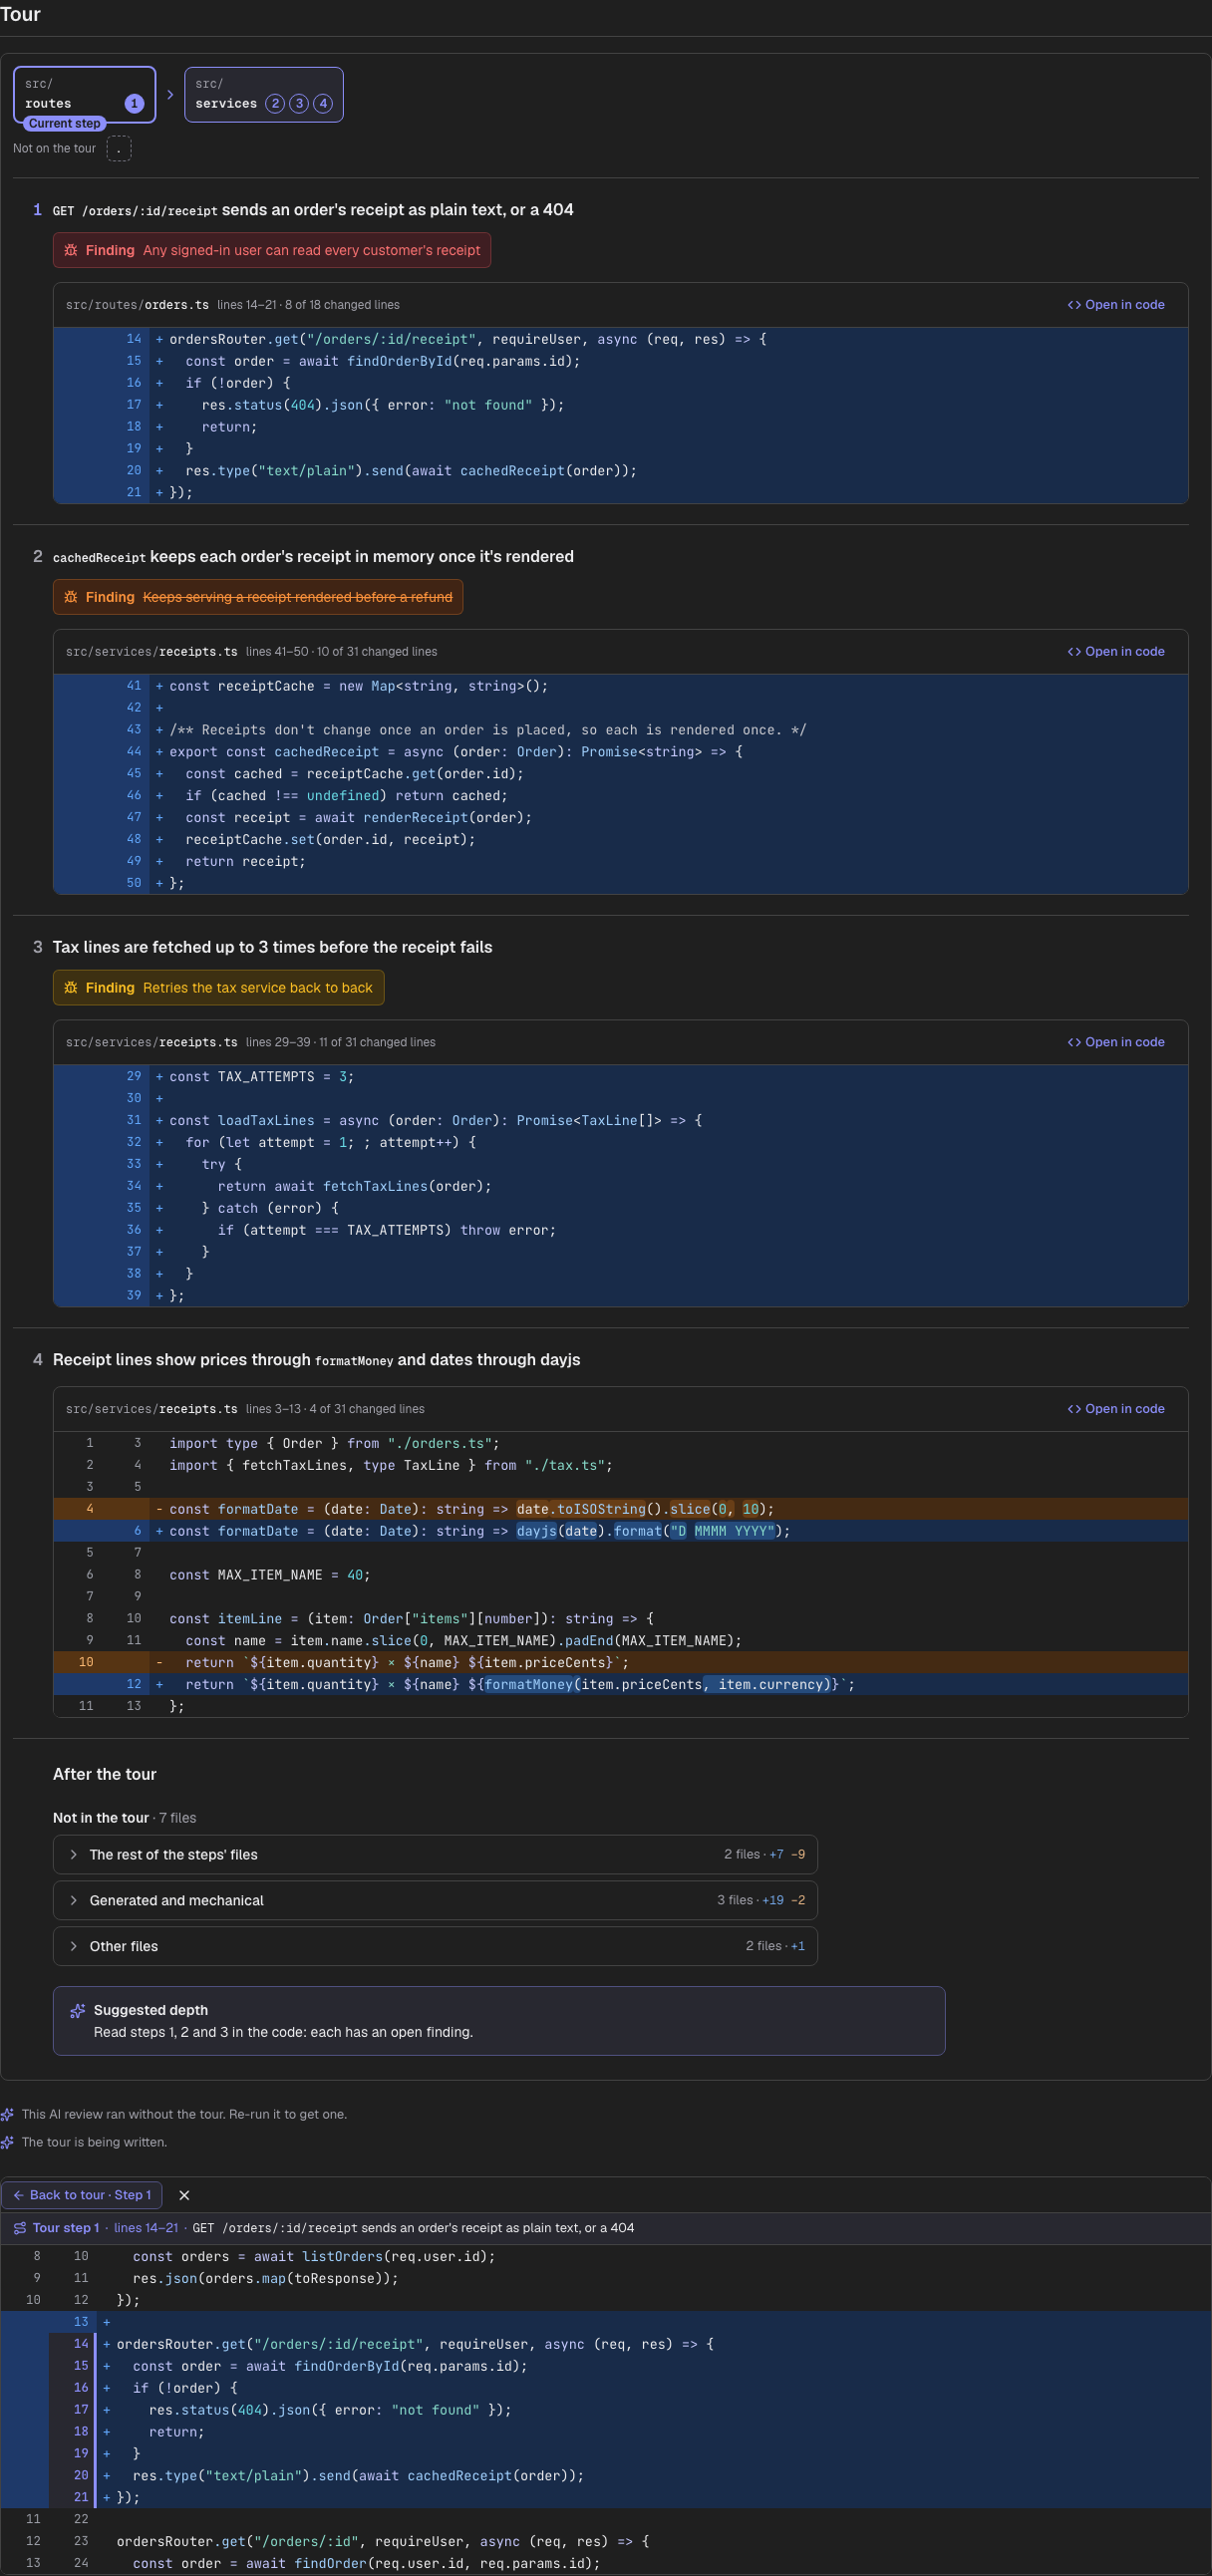 Tour
src/
routes 1
Current step
src/
services 2 3 4
Not on the tour .
1 GET /orders/:id/receipt sends an order's receipt as plain text, or a 404
Finding Any signed-in user can read every customer's receipt
src/routes/orders.ts lines 14–21 · 8 of 18 changed lines <> Open in code
14 + ordersRouter.get("/orders/:id/receipt", requireUser, async (req, res) => {
15 +   const order = await findOrderById(req.params.id);
16 +   if (!order) {
17 +     res.status(404).json({ error: "not found" });
18 +     return;
19 +   }
20 +   res.type("text/plain").send(await cachedReceipt(order));
21 + });
2 cachedReceipt keeps each order's receipt in memory once it's rendered
Finding Keeps serving a receipt rendered before a refund
src/services/receipts.ts lines 41–50 · 10 of 31 changed lines <> Open in code
41 + const receiptCache = new Map<string, string>();
42 +
43 + /** Receipts don't change once an order is placed, so each is rendered once. */
44 + export const cachedReceipt = async (order: Order): Promise<string> => {
45 +   const cached = receiptCache.get(order.id);
46 +   if (cached !== undefined) return cached;
47 +   const receipt = await renderReceipt(order);
48 +   receiptCache.set(order.id, receipt);
49 +   return receipt;
50 + };
3 Tax lines are fetched up to 3 times before the receipt fails
Finding Retries the tax service back to back
src/services/receipts.ts lines 29–39 · 11 of 31 changed lines <> Open in code
29 + const TAX_ATTEMPTS = 3;
30 +
31 + const loadTaxLines = async (order: Order): Promise<TaxLine[]> => {
32 +   for (let attempt = 1; ; attempt++) {
33 +     try {
34 +       return await fetchTaxLines(order);
35 +     } catch (error) {
36 +       if (attempt === TAX_ATTEMPTS) throw error;
37 +     }
38 +   }
39 + };
4 Receipt lines show prices through formatMoney and dates through dayjs
src/services/receipts.ts lines 3–13 · 4 of 31 changed lines <> Open in code
1 3 import type { Order } from "./orders.ts";
2 4 import { fetchTaxLines, type TaxLine } from "./tax.ts";
3 5
4 - const formatDate = (date: Date): string => date.toISOString().slice(0, 10);
6 + const formatDate = (date: Date): string => dayjs(date).format("D MMMM YYYY");
5 7
6 8 const MAX_ITEM_NAME = 40;
7 9
8 10 const itemLine = (item: Order["items"][number]): string => {
9 11   const name = item.name.slice(0, MAX_ITEM_NAME).padEnd(MAX_ITEM_NAME);
10 -   return `${item.quantity} × ${name} ${item.priceCents}`;
12 +   return `${item.quantity} × ${name} ${formatMoney(item.priceCents, item.currency)}`;
11 13 };
After the tour
Not in the tour · 7 files
The rest of the steps' files 2 files · +7 −9
Generated and mechanical 3 files · +19 −2
Other files 2 files · +1
Suggested depth
Read steps 1, 2 and 3 in the code: each has an open finding.
This AI review ran without the tour. Re-run it to get one.
The tour is being written.
← Back to tour · Step 1 ×
Tour step 1 · lines 14–21 · GET /orders/:id/receipt sends an order's receipt as plain text, or a 404
8 10   const orders = await listOrders(req.user.id);
9 11   res.json(orders.map(toResponse));
10 12 });
13 +
14 + ordersRouter.get("/orders/:id/receipt", requireUser, async (req, res) => {
15 +   const order = await findOrderById(req.params.id);
16 +   if (!order) {
17 +     res.status(404).json({ error: "not found" });
18 +     return;
19 +   }
20 +   res.type("text/plain").send(await cachedReceipt(order));
21 + });
11 22
12 23 ordersRouter.get("/orders/:id", requireUser, async (req, res) => {
13 24   const order = await findOrder(req.user.id, req.params.id);